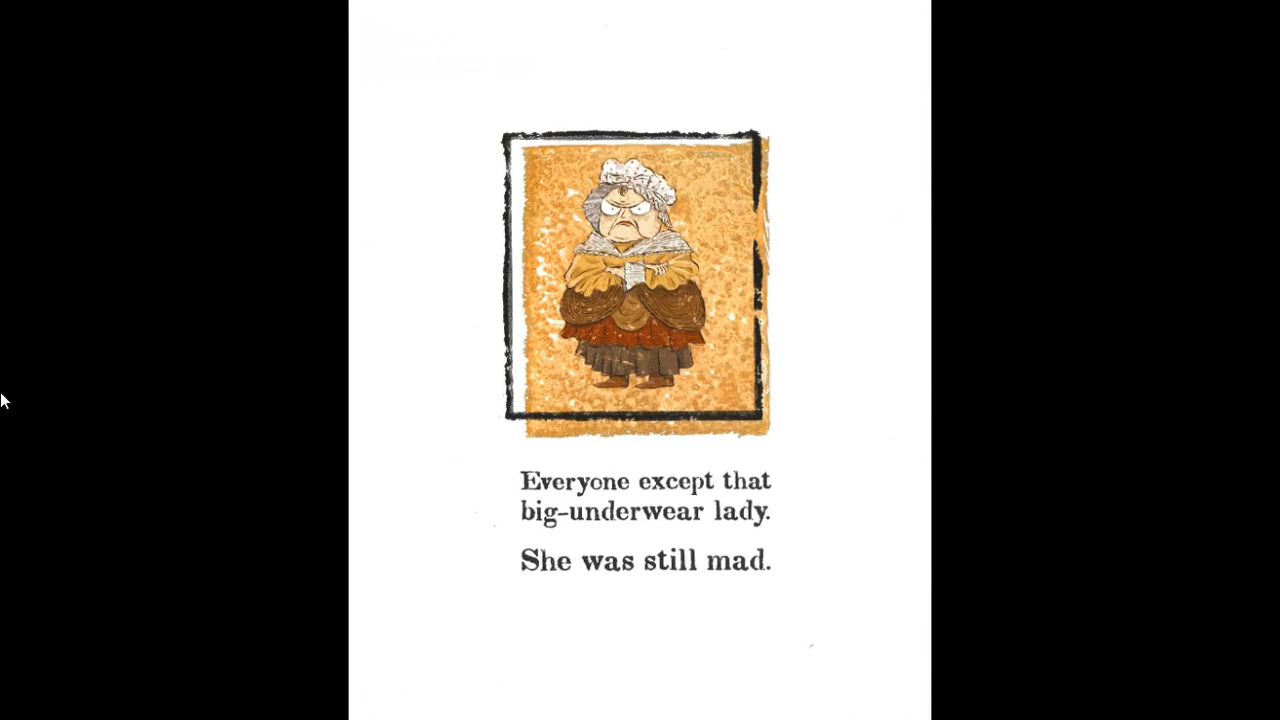 Everyone except that
big-underwear lady.
She was still mad.